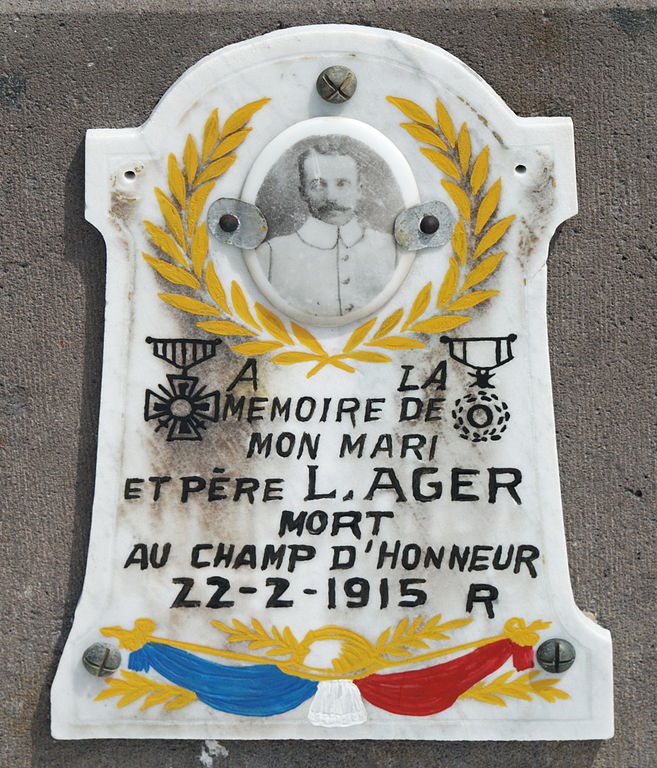 A LA
MEMOIRE DE
MON MARI
ET PÈRE L. AGER
MORT
AU CHAMP D'HONNEUR
22-2-1915 R